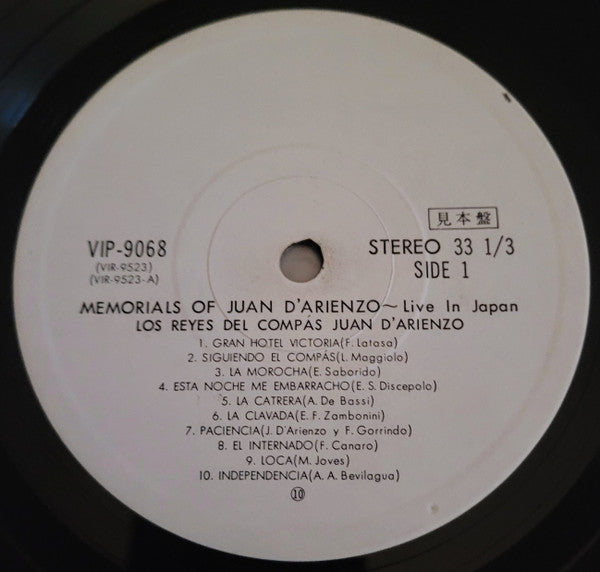 見本盤
VIP-9068
(VIR-9523)
(VIR-9523-A)
STEREO 33 1/3
SIDE 1
MEMORIALS OF JUAN D'ARIENZO~Live In Japan
LOS REYES DEL COMPÁS JUAN D'ARIENZO
1. GRAN HOTEL VICTORIA(F. Latasa)
2. SIGUIENDO EL COMPÁS(L. Maggiolo)
3. LA MOROCHA(E. Saborido)
4. ESTA NOCHE ME EMBARRACHO(E. S. Discepolo)
5. LA CATRERA(A. De Bassi)
6. LA CLAVADA(E. F. Zambonini)
7. PACIENCIA(J. D'Arienzo y F. Gorrindo)
8. EL INTERNADO(F. Canaro)
9. LOCA(M. Joves)
10. INDEPENDENCIA(A. A. Bevilagua)
⑩